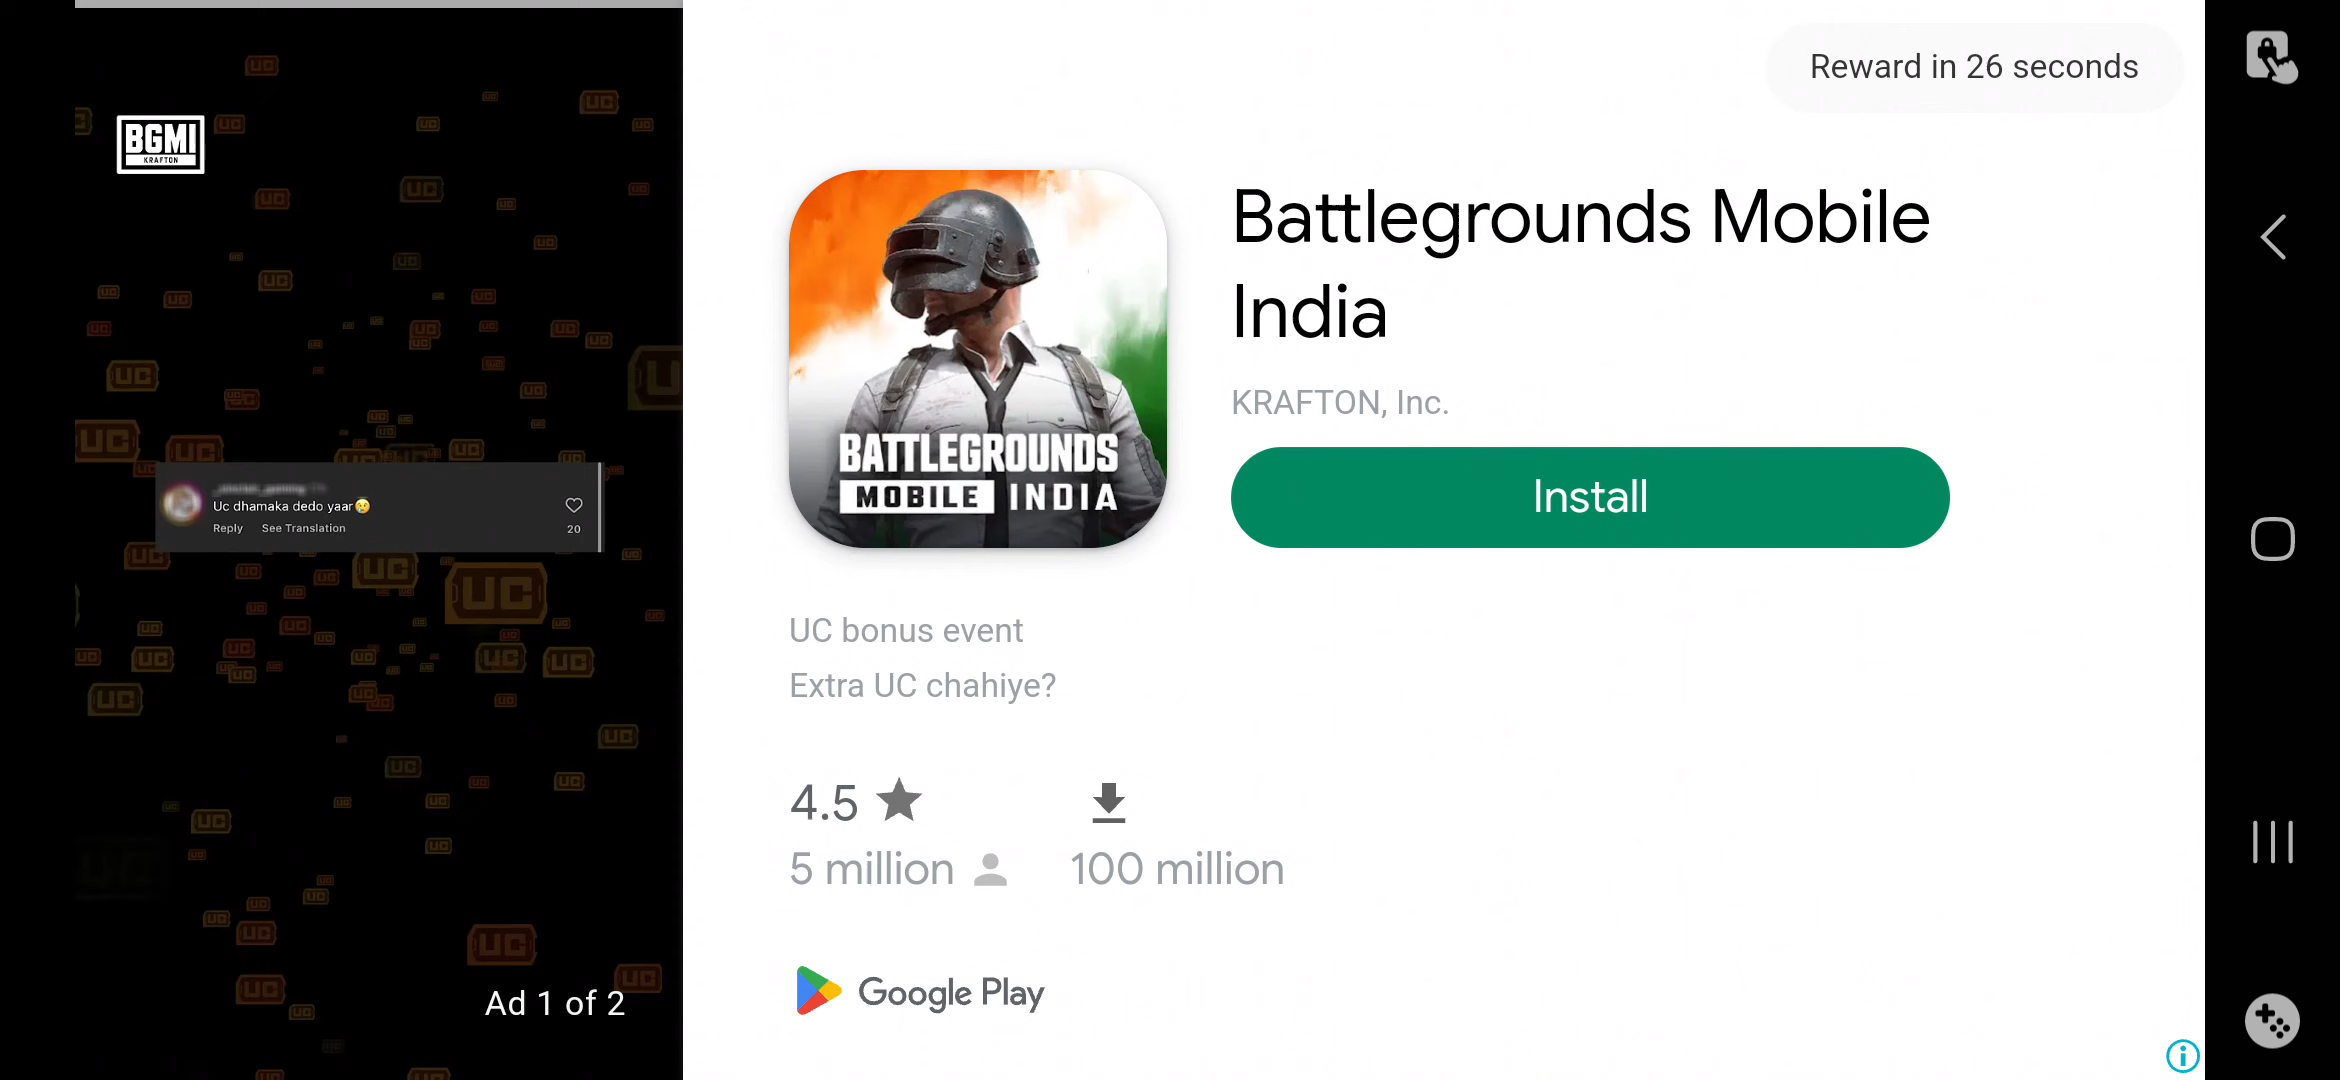 BGMI
KRAFTON
Uc dhamaka dedo yaar😢
Reply See Translation
20
Ad 1 of 2
Reward in 26 seconds
BATTLEGROUNDS
MOBILE INDIA
Battlegrounds Mobile
India
KRAFTON, Inc.
Install
UC bonus event
Extra UC chahiye?
4.5
5 million
100 million
Google Play